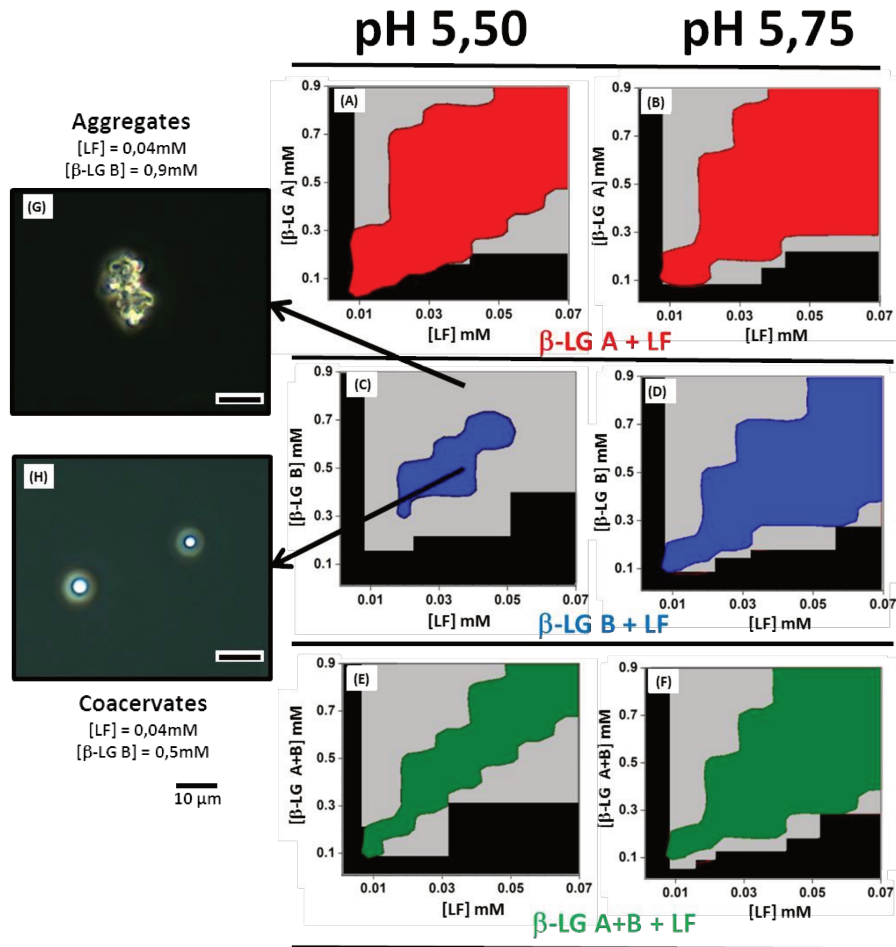 pH 5,50
pH 5,75
Aggregates
[LF] = 0,04mM
[β-LG B] = 0,9mM
(G)
(H)
Coacervates
[LF] = 0,04mM
[β-LG B] = 0,5mM
10 µm
(A)
[β-LG A] mM
0.9
0.7
0.5
0.3
0.1
0.01
0.03
0.05
0.07
[LF] mM
(B)
[β-LG A] mM
0.9
0.7
0.5
0.3
0.1
0.01
0.03
0.05
0.07
[LF] mM
β-LG A + LF
(C)
[β-LG B] mM
0.9
0.7
0.5
0.3
0.1
0.01
0.03
0.05
0.07
[LF] mM
(D)
[β-LG B] mM
0.9
0.7
0.5
0.3
0.1
0.01
0.03
0.05
0.07
[LF] mM
β-LG B + LF
(E)
[β-LG A+B] mM
0.9
0.7
0.5
0.3
0.1
0.01
0.03
0.05
0.07
[LF] mM
(F)
[β-LG A+B] mM
0.9
0.7
0.5
0.3
0.1
0.01
0.03
0.05
0.07
[LF] mM
β-LG A+B + LF